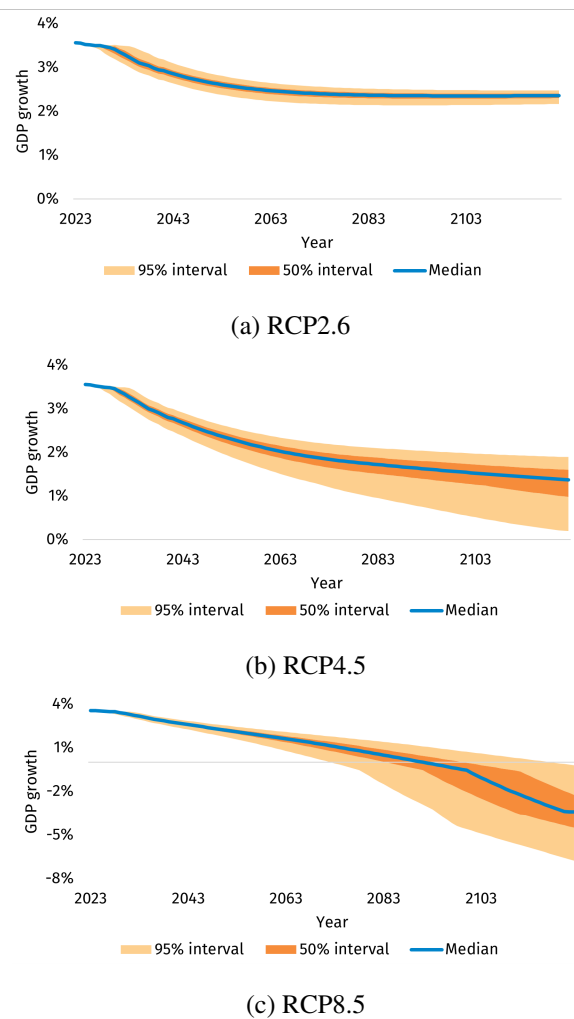 4%
3%
2%
1%
0%
GDP growth
2023 2043 2063 2083 2103
Year
95% interval 50% interval Median
(a) RCP2.6
4%
3%
2%
1%
0%
GDP growth
2023 2043 2063 2083 2103
Year
95% interval 50% interval Median
(b) RCP4.5
4%
1%
-2%
-5%
-8%
GDP growth
2023 2043 2063 2083 2103
Year
95% interval 50% interval Median
(c) RCP8.5